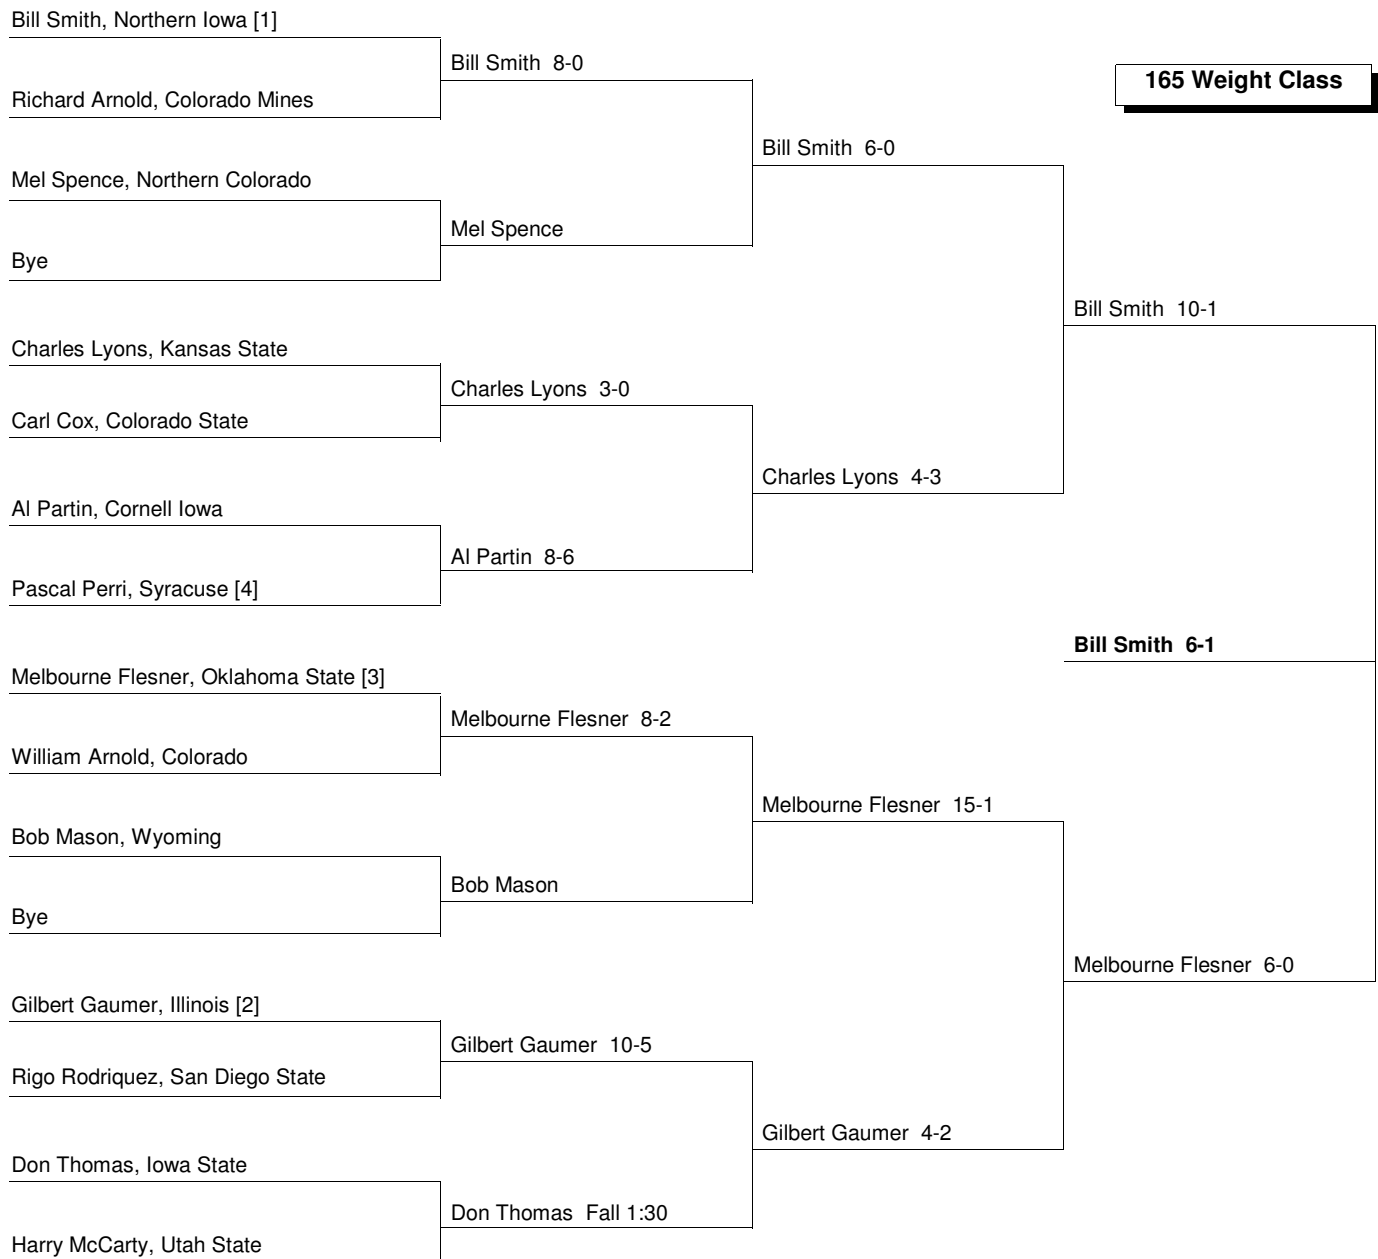 Bill Smith, Northern Iowa [1]
Bill Smith  8-0
165 Weight Class
Richard Arnold, Colorado Mines
Bill Smith  6-0
Mel Spence, Northern Colorado
Mel Spence
Bye
Bill Smith  10-1
Charles Lyons, Kansas State
Charles Lyons  3-0
Carl Cox, Colorado State
Charles Lyons  4-3
Al Partin, Cornell Iowa
Al Partin  8-6
Pascal Perri, Syracuse [4]
Bill Smith  6-1
Melbourne Flesner, Oklahoma State [3]
Melbourne Flesner  8-2
William Arnold, Colorado
Melbourne Flesner  15-1
Bob Mason, Wyoming
Bob Mason
Bye
Melbourne Flesner  6-0
Gilbert Gaumer, Illinois [2]
Gilbert Gaumer  10-5
Rigo Rodriquez, San Diego State
Gilbert Gaumer  4-2
Don Thomas, Iowa State
Don Thomas  Fall 1:30
Harry McCarty, Utah State